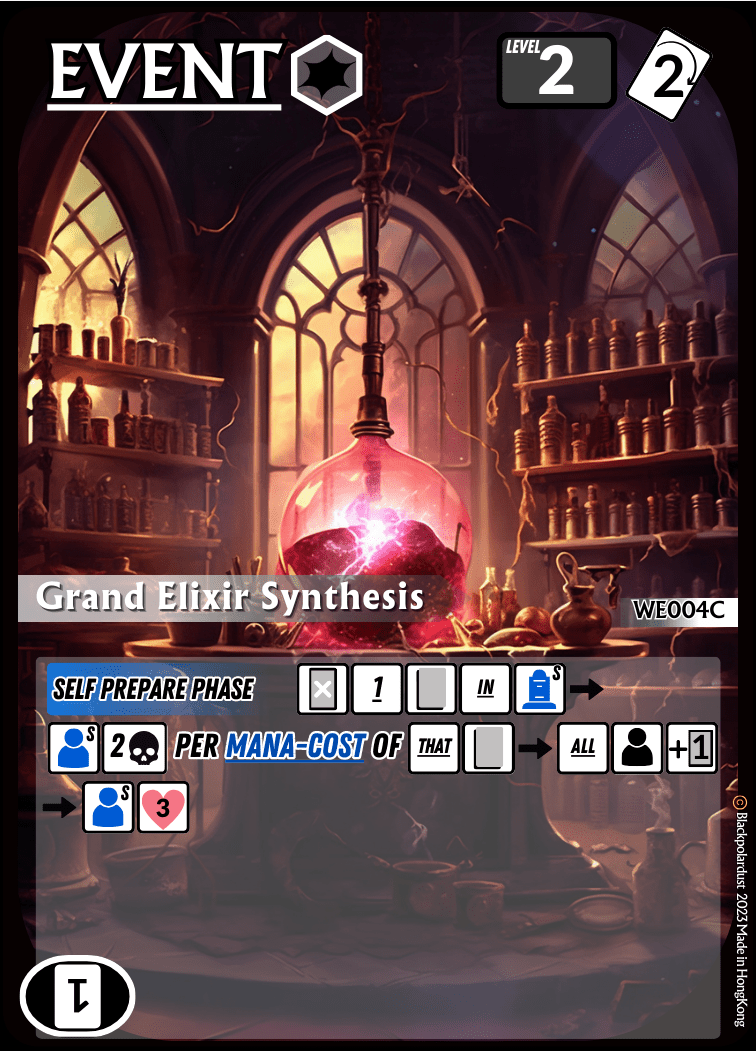 EVENT
LEVEL 2
2
Grand Elixir Synthesis
WE004C
SELF PREPARE PHASE 1 IN S
S 2 PER MANA-COST OF THAT ALL +1
S 3
© Blackpolardust 2023 Made in HongKong
1